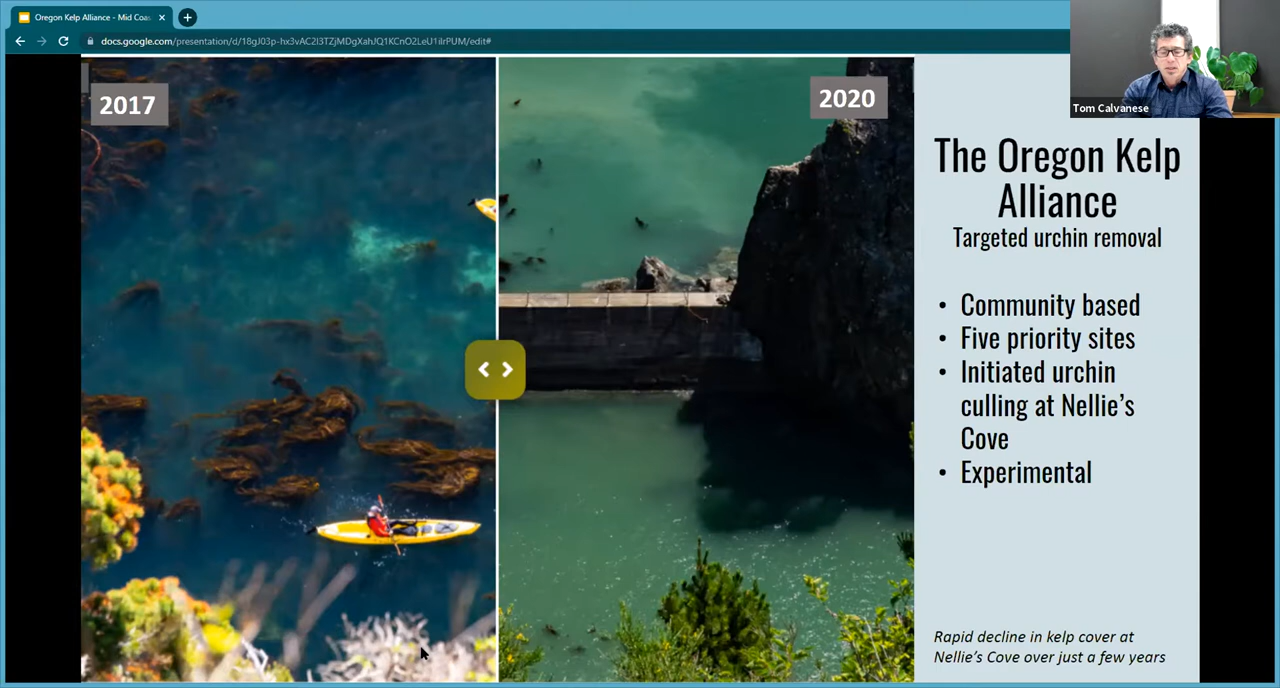 Oregon Kelp Alliance - Mid Coas
docs.google.com/presentation/d/18gJ03p-hx3vAC2I3TZjMDgXahJQ1KCnO2LeU1iIrPUM/edit#
Tom Calvanese
2017
2020
The Oregon Kelp
Alliance
Targeted urchin removal
• Community based
• Five priority sites
• Initiated urchin
culling at Nellie's
Cove
• Experimental
Rapid decline in kelp cover at
Nellie's Cove over just a few years